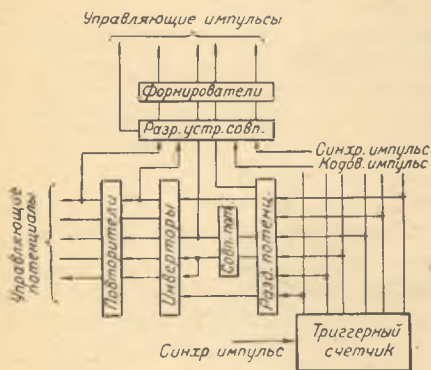 Управляющие импульсы
Формирователи
Разр. устр. совп.
Синхр. импульс
Кодов. импульс
Управляющие
потенциалы
Повторители
Инверторы
Совп. пот.
Разд. потенц.
Триггерный
счетчик
Синхр импульс